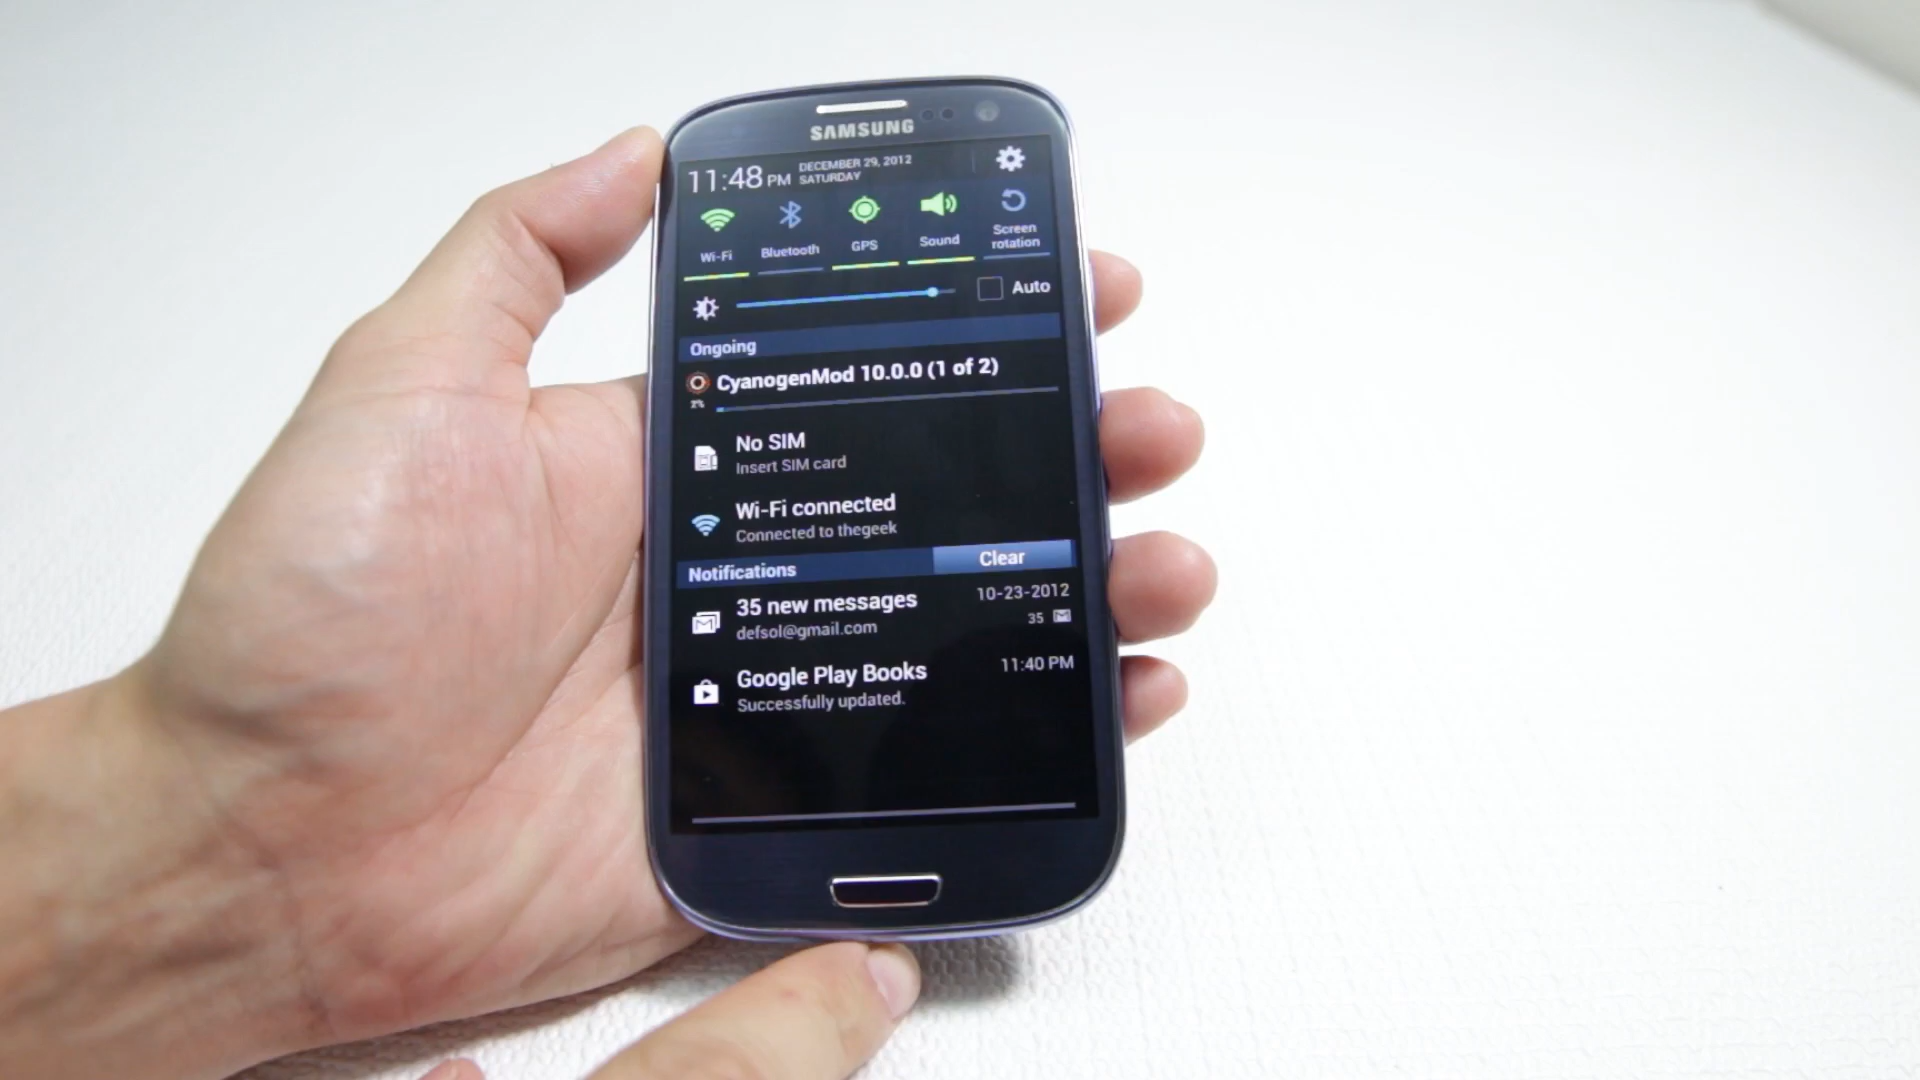 SAMSUNG
11:48 PM
DECEMBER 29, 2012
SATURDAY
Wi-Fi
Bluetooth
GPS
Sound
Screen
rotation
Auto
Ongoing
CyanogenMod 10.0.0 (1 of 2)
No SIM
Insert SIM card
Wi-Fi connected
Connected to thegeek
Notifications
Clear
35 new messages
10-23-2012
defsol@gmail.com
35
Google Play Books
11:40 PM
Successfully updated.